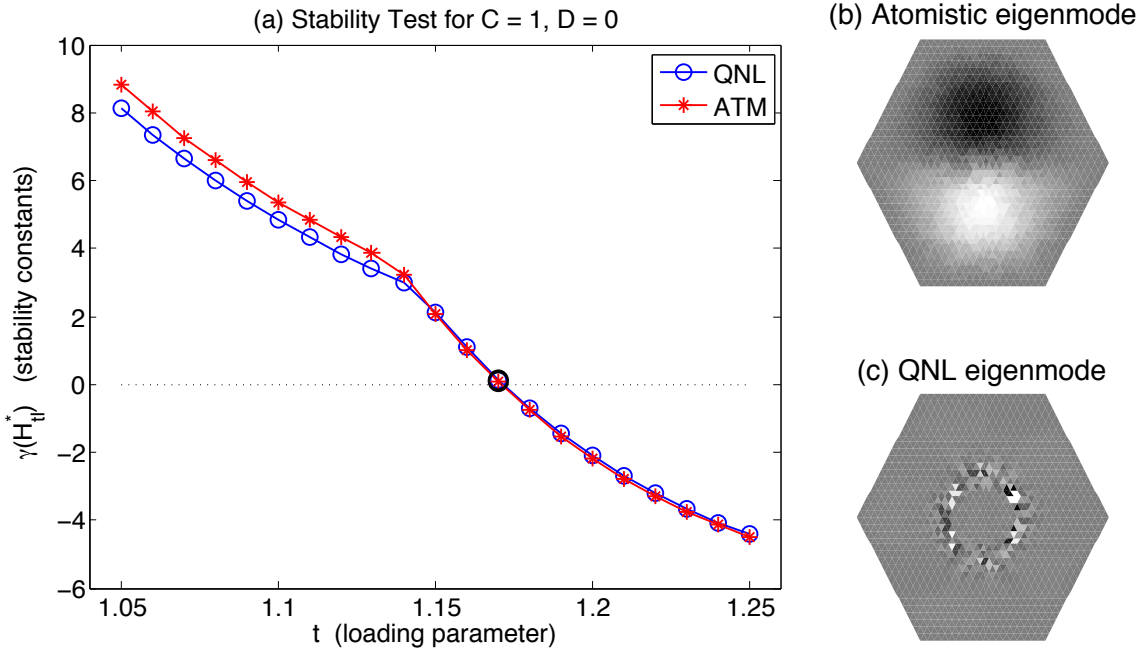 (a) Stability Test for C = 1, D = 0
10
8
6
4
2
0
−2
−4
−6
γ(H*tl) (stability constants)
QNL
ATM
1.05
1.1
1.15
1.2
1.25
t (loading parameter)
(b) Atomistic eigenmode
(c) QNL eigenmode